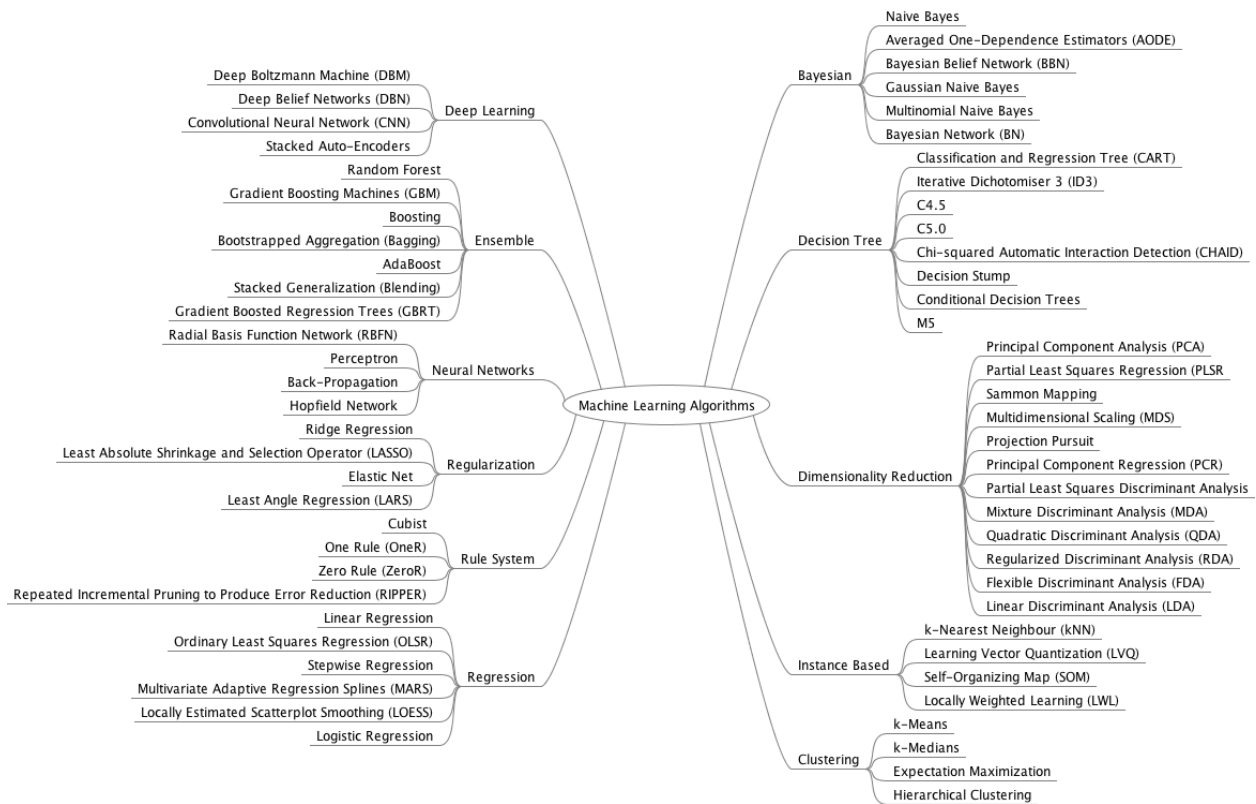 Machine Learning Algorithms
Deep Learning
Deep Boltzmann Machine (DBM)
Deep Belief Networks (DBN)
Convolutional Neural Network (CNN)
Stacked Auto-Encoders
Ensemble
Random Forest
Gradient Boosting Machines (GBM)
Boosting
Bootstrapped Aggregation (Bagging)
AdaBoost
Stacked Generalization (Blending)
Gradient Boosted Regression Trees (GBRT)
Neural Networks
Radial Basis Function Network (RBFN)
Perceptron
Back-Propagation
Hopfield Network
Regularization
Ridge Regression
Least Absolute Shrinkage and Selection Operator (LASSO)
Elastic Net
Least Angle Regression (LARS)
Rule System
Cubist
One Rule (OneR)
Zero Rule (ZeroR)
Repeated Incremental Pruning to Produce Error Reduction (RIPPER)
Regression
Linear Regression
Ordinary Least Squares Regression (OLSR)
Stepwise Regression
Multivariate Adaptive Regression Splines (MARS)
Locally Estimated Scatterplot Smoothing (LOESS)
Logistic Regression
Bayesian
Naive Bayes
Averaged One-Dependence Estimators (AODE)
Bayesian Belief Network (BBN)
Gaussian Naive Bayes
Multinomial Naive Bayes
Bayesian Network (BN)
Decision Tree
Classification and Regression Tree (CART)
Iterative Dichotomiser 3 (ID3)
C4.5
C5.0
Chi-squared Automatic Interaction Detection (CHAID)
Decision Stump
Conditional Decision Trees
M5
Dimensionality Reduction
Principal Component Analysis (PCA)
Partial Least Squares Regression (PLSR
Sammon Mapping
Multidimensional Scaling (MDS)
Projection Pursuit
Principal Component Regression (PCR)
Partial Least Squares Discriminant Analysis
Mixture Discriminant Analysis (MDA)
Quadratic Discriminant Analysis (QDA)
Regularized Discriminant Analysis (RDA)
Flexible Discriminant Analysis (FDA)
Linear Discriminant Analysis (LDA)
Instance Based
k-Nearest Neighbour (kNN)
Learning Vector Quantization (LVQ)
Self-Organizing Map (SOM)
Locally Weighted Learning (LWL)
Clustering
k-Means
k-Medians
Expectation Maximization
Hierarchical Clustering